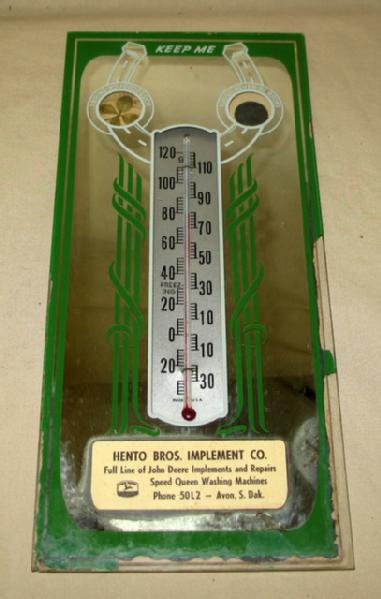 KEEP ME
120
110
100
90
80
70
60
50
40
30
FREEZ
ING
20
10
0
10
20
30
U.S.A.
HENTO BROS. IMPLEMENT CO.
Full Line of John Deere Implements and Repairs
Speed Queen Washing Machines
Phone 50L2 — Avon, S. Dak.